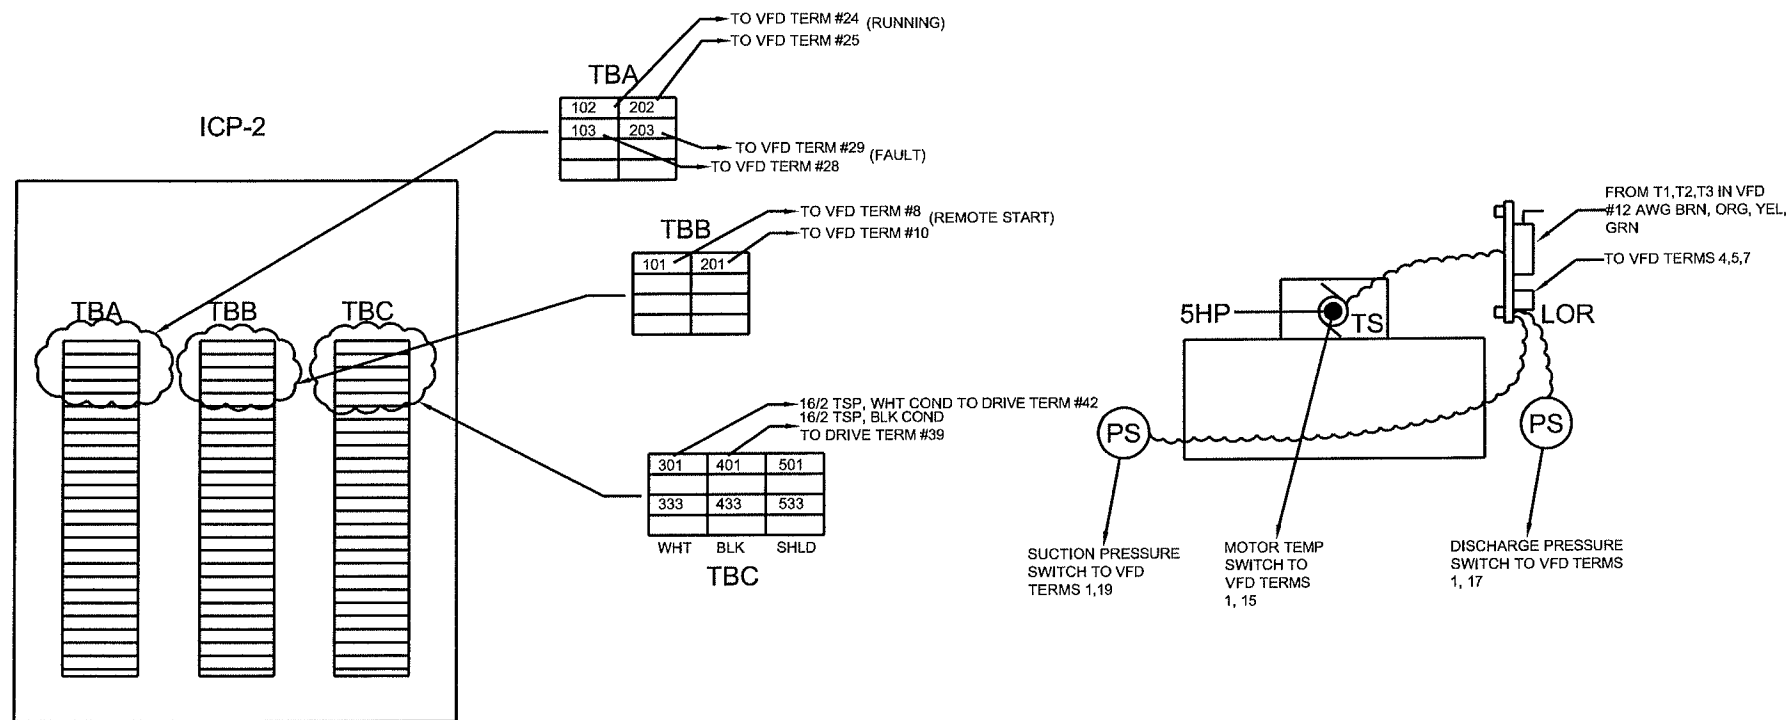 ICP-2
TBA
TBB
TBC
TO VFD TERM #24 (RUNNING)
TO VFD TERM #25
TBA
102 202
103 203
TO VFD TERM #29 (FAULT)
TO VFD TERM #28
TBB
TO VFD TERM #8 (REMOTE START)
TO VFD TERM #10
101 201
16/2 TSP, WHT COND TO DRIVE TERM #42
16/2 TSP, BLK COND
TO DRIVE TERM #39
301 401 501
333 433 533
WHT BLK SHLD
TBC
FROM T1,T2,T3 IN VFD
#12 AWG BRN, ORG, YEL,
GRN
TO VFD TERMS 4,5,7
5HP
TS
LOR
PS
PS
SUCTION PRESSURE
SWITCH TO VFD
TERMS 1,19
MOTOR TEMP
SWITCH TO
VFD TERMS
1, 15
DISCHARGE PRESSURE
SWITCH TO VFD TERMS
1, 17